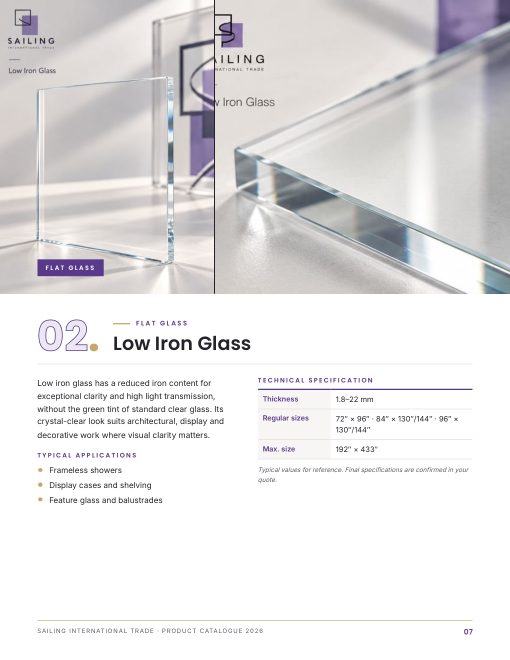 SAILING
Low Iron Glass
SAILING
NATIONAL TRADE
Iron Glass
FLAT GLASS
02.
FLAT GLASS
Low Iron Glass
Low iron glass has a reduced iron content for
exceptional clarity and high light transmission,
without the green tint of standard clear glass. Its
crystal-clear look suits architectural, display and
decorative work where visual clarity matters.
TYPICAL APPLICATIONS
Frameless showers
Display cases and shelving
Feature glass and balustrades
TECHNICAL SPECIFICATION
Thickness 1.8–22 mm
Regular sizes 72" × 96" · 84" × 130"/144" · 96" ×
130"/144"
Max. size 192" × 433"
Typical values for reference. Final specifications are confirmed in your
quote.
SAILING INTERNATIONAL TRADE · PRODUCT CATALOGUE 2026
07